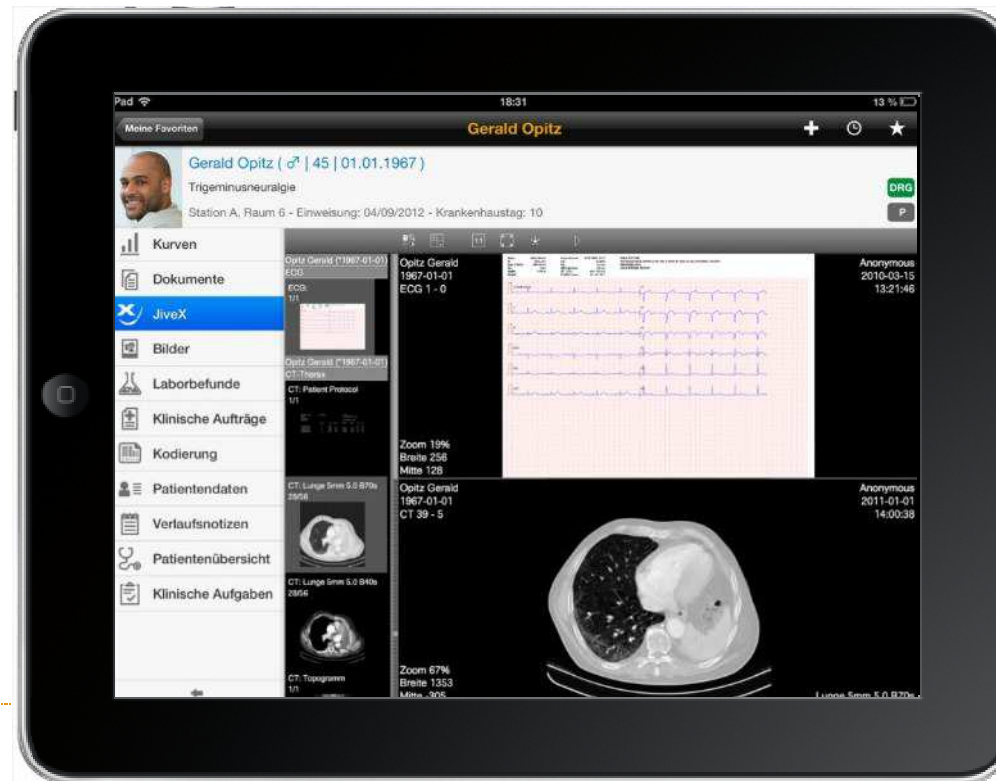 Pad 18:31 13 %
Meine Favoriten Gerald Opitz
Gerald Opitz ( ♂ | 45 | 01.01.1967 )
Trigeminusneuralgie
Station A, Raum 6 - Einweisung: 04/09/2012 - Krankenhaustag: 10
DRG
P
Kurven
Dokumente
JiveX
Bilder
Laborbefunde
Klinische Aufträge
Kodierung
Patientendaten
Verlaufsnotizen
Patientenübersicht
Klinische Aufgaben
Opitz Gerald (*1967-01-01)
ECG
ECG:
1/1
Opitz Gerald (*1967-01-01)
CT-Thorax
CT: Patient Protocol
1/1
CT: Lunge 5mm 5.0 B70s
28/56
CT: Lunge 5mm 5.0 B40s
28/56
CT: Topogramm
1/1
1:1
Opitz Gerald
1967-01-01
ECG 1 - 0
Anonymous
2010-03-15
13:21:46
Zoom 19%
Breite 256
Mitte 128
Opitz Gerald
1967-01-01
CT 39 - 5
Anonymous
2011-01-01
14:00:38
Zoom 67%
Breite 1353
Mitte -305
Lunge 5mm 5.0 B70s